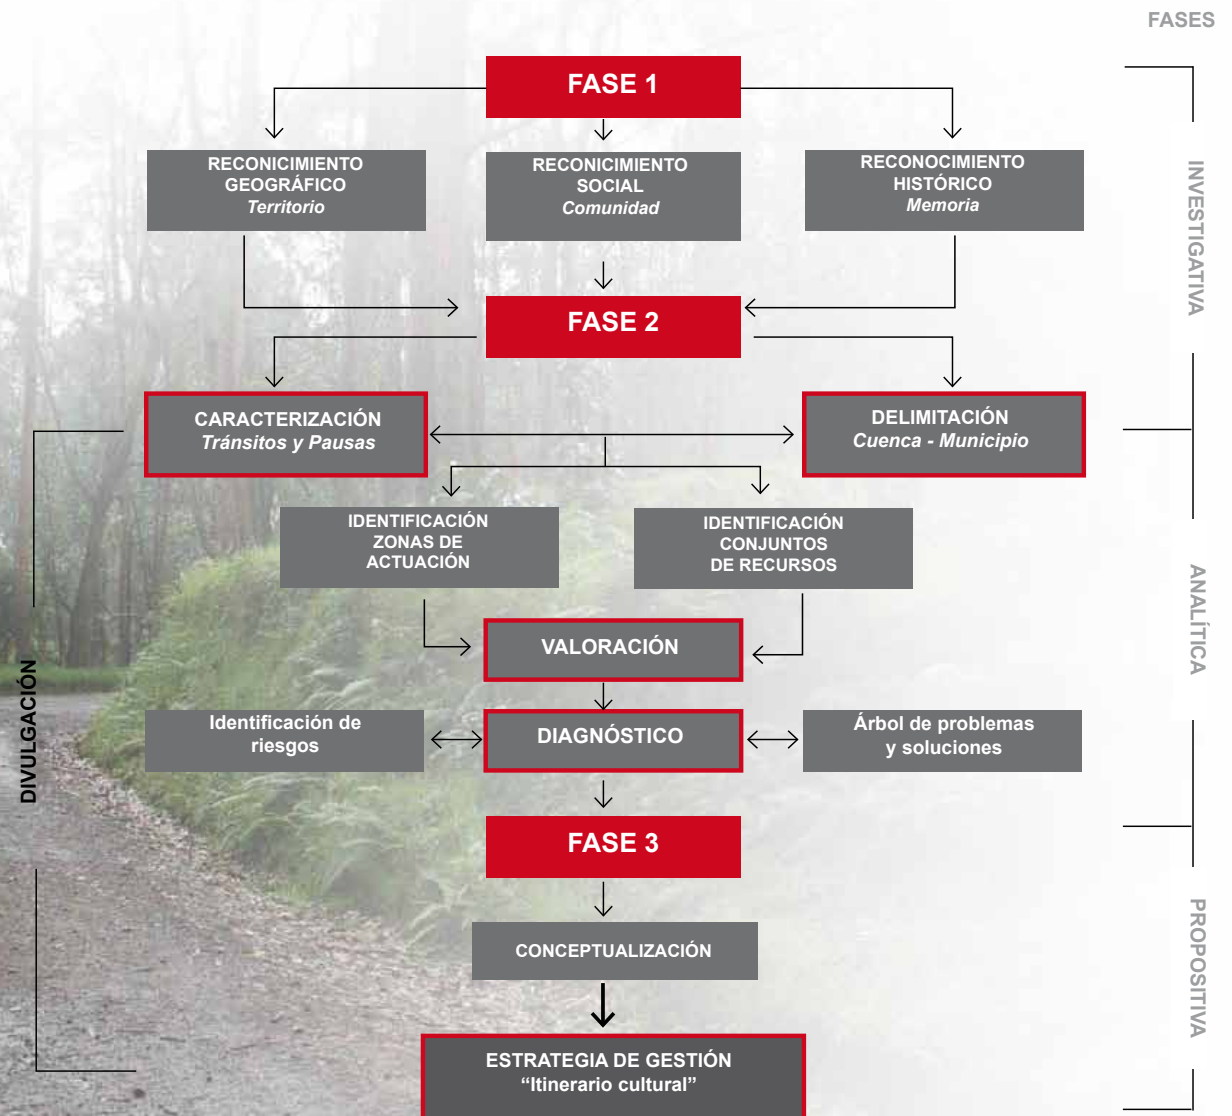 FASES
FASE 1
RECONICIMIENTO
GEOGRÁFICO
Territorio
RECONICIMIENTO
SOCIAL
Comunidad
RECONOCIMIENTO
HISTÓRICO
Memoria
INVESTIGATIVA
FASE 2
CARACTERIZACIÓN
Tránsitos y Pausas
DELIMITACIÓN
Cuenca - Municipio
IDENTIFICACIÓN
ZONAS DE
ACTUACIÓN
IDENTIFICACIÓN
CONJUNTOS
DE RECURSOS
ANALÍTICA
VALORACIÓN
DIVULGACIÓN
Identificación de
riesgos
DIAGNÓSTICO
Árbol de problemas
y soluciones
FASE 3
CONCEPTUALIZACIÓN
PROPOSITIVA
ESTRATEGIA DE GESTIÓN
“Itinerario cultural”